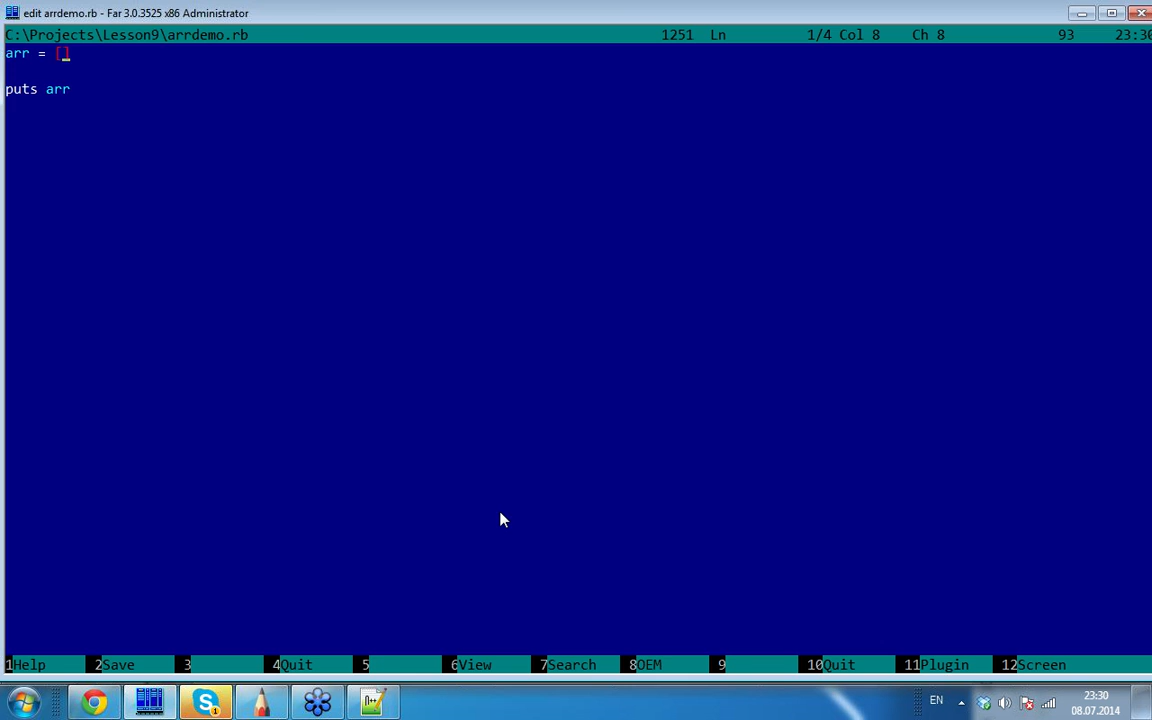 edit arrdemo.rb - Far 3.0.3525 x86 Administrator
C:\Projects\Lesson9\arrdemo.rb 1251 Ln 1/4 Col 8 Ch 8 93 23:30
arr = []
puts arr
1Help 2Save 3 4Quit 5 6View 7Search 8OEM 9 10Quit 11Plugin 12Screen
EN 23:30
08.07.2014